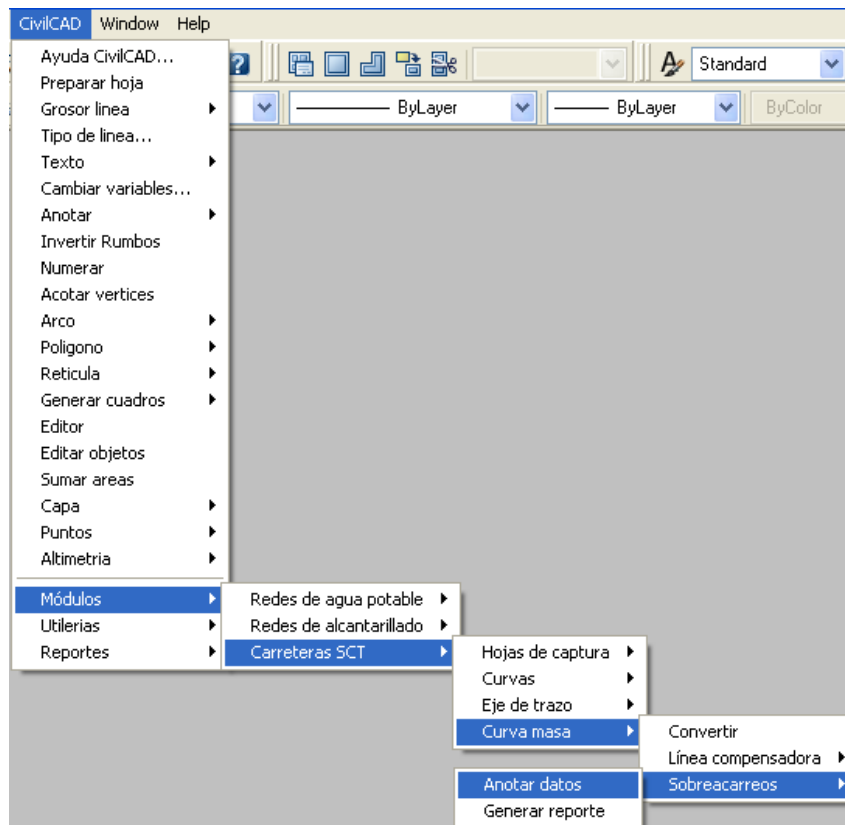 CivilCAD Window Help
Ayuda CivilCAD...
Preparar hoja
Grosor linea
Tipo de linea...
Texto
Cambiar variables...
Anotar
Invertir Rumbos
Numerar
Acotar vertices
Arco
Poligono
Reticula
Generar cuadros
Editor
Editar objetos
Sumar areas
Capa
Puntos
Altimetria
Módulos
Utilerias
Reportes
Standard
ByLayer
ByLayer
ByColor
Redes de agua potable
Redes de alcantarillado
Carreteras SCT
Hojas de captura
Curvas
Eje de trazo
Curva masa
Convertir
Línea compensadora
Sobreacarreos
Anotar datos
Generar reporte